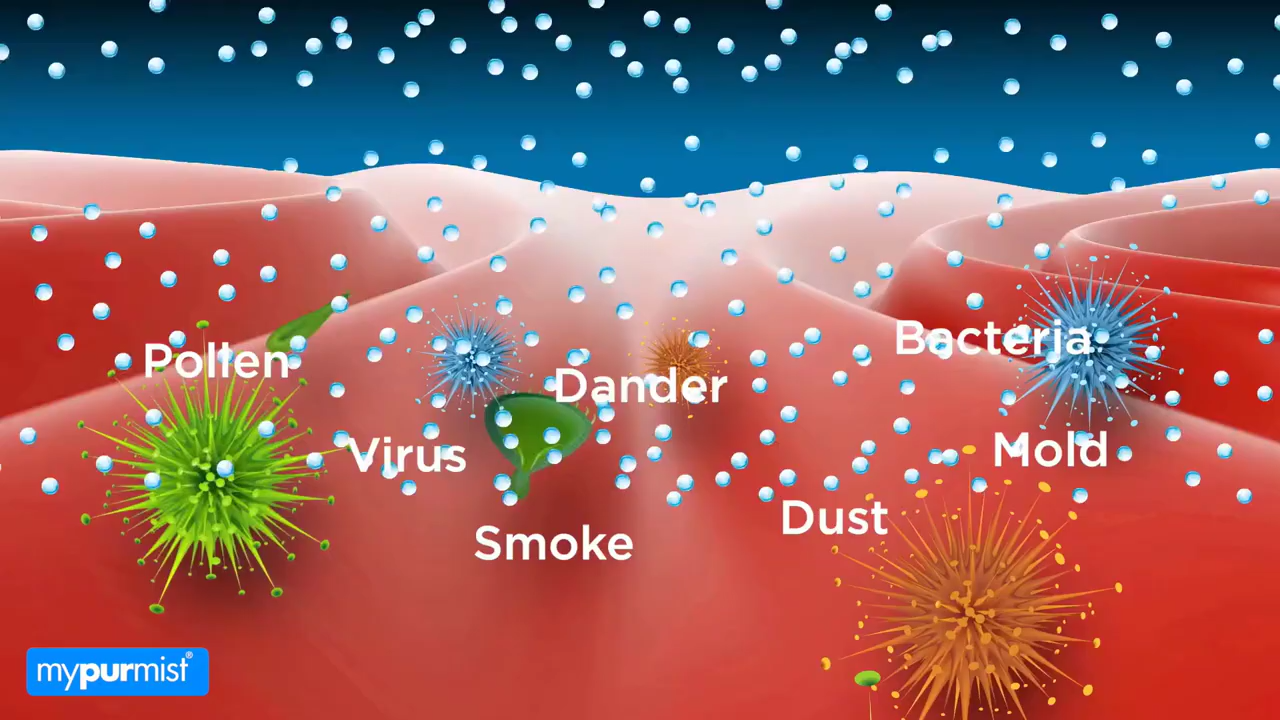 Bacteria
Pollen
Dander
Virus
Mold
Dust
Smoke
mypurmist®